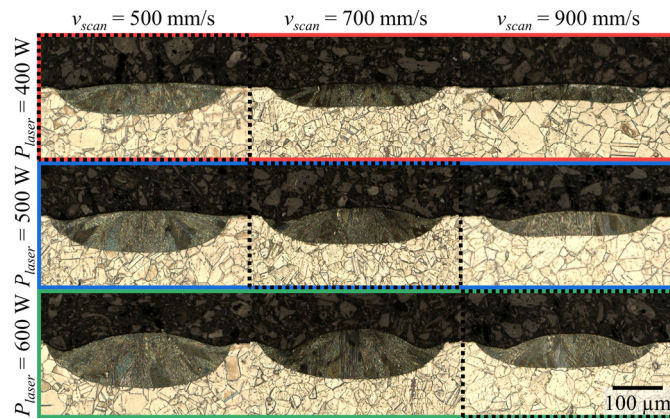 v_scan = 500 mm/s
v_scan = 700 mm/s
v_scan = 900 mm/s
P_laser = 400 W
P_laser = 500 W
P_laser = 600 W
100 µm